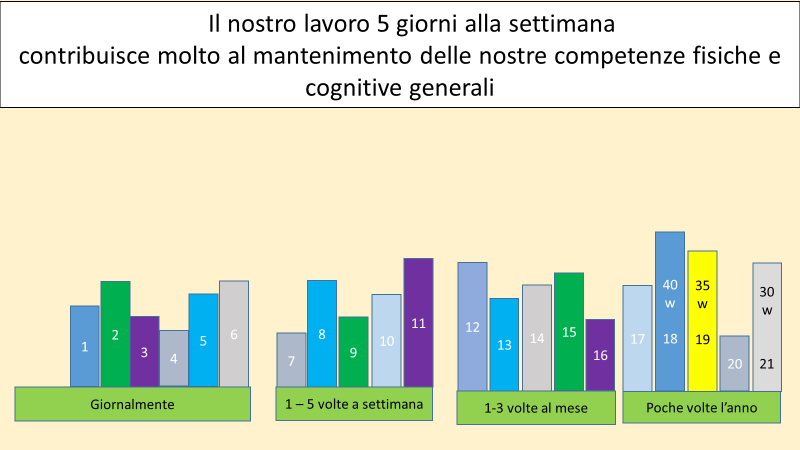 Il nostro lavoro 5 giorni alla settimana
contribuisce molto al mantenimento delle nostre competenze fisiche e
cognitive generali
1
2
3
4
5
6
7
8
9
10
11
12
13
14
15
16
17
40
w
18
35
w
19
20
30
w
21
Giornalmente
1 – 5 volte a settimana
1-3 volte al mese
Poche volte l’anno